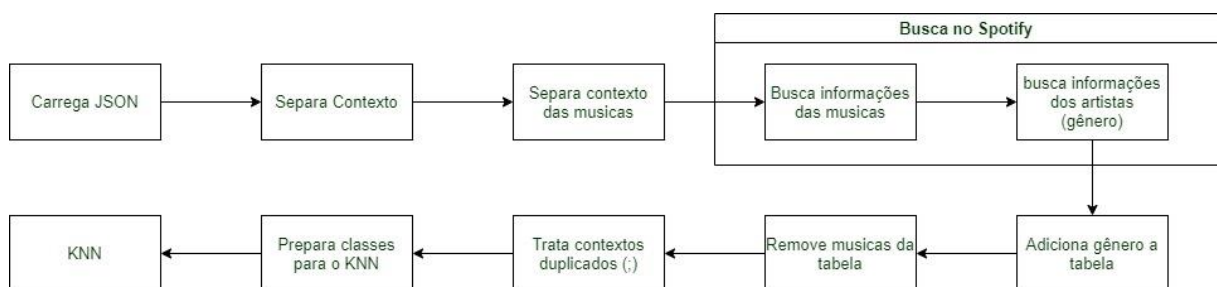 Busca no Spotify
Carrega JSON
Separa Contexto
Separa contexto
das musicas
Busca informações
das musicas
busca informações
dos artistas
(gênero)
Adiciona gênero a
tabela
Remove musicas da
tabela
Trata contextos
duplicados (;)
Prepara classes
para o KNN
KNN